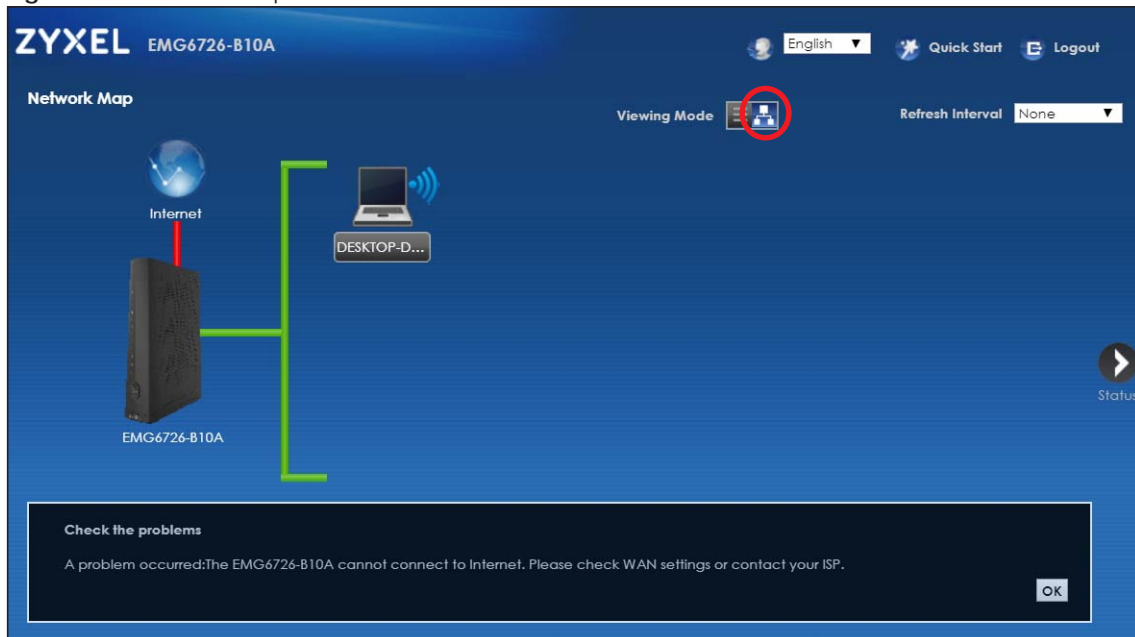 ZYXEL EMG6726-B10A
English
Quick Start
Logout
Network Map
Viewing Mode
Refresh Interval
None
Internet
DESKTOP-D...
EMG6726-B10A
Status
Check the problems
A problem occurred:The EMG6726-B10A cannot connect to Internet. Please check WAN settings or contact your ISP.
OK